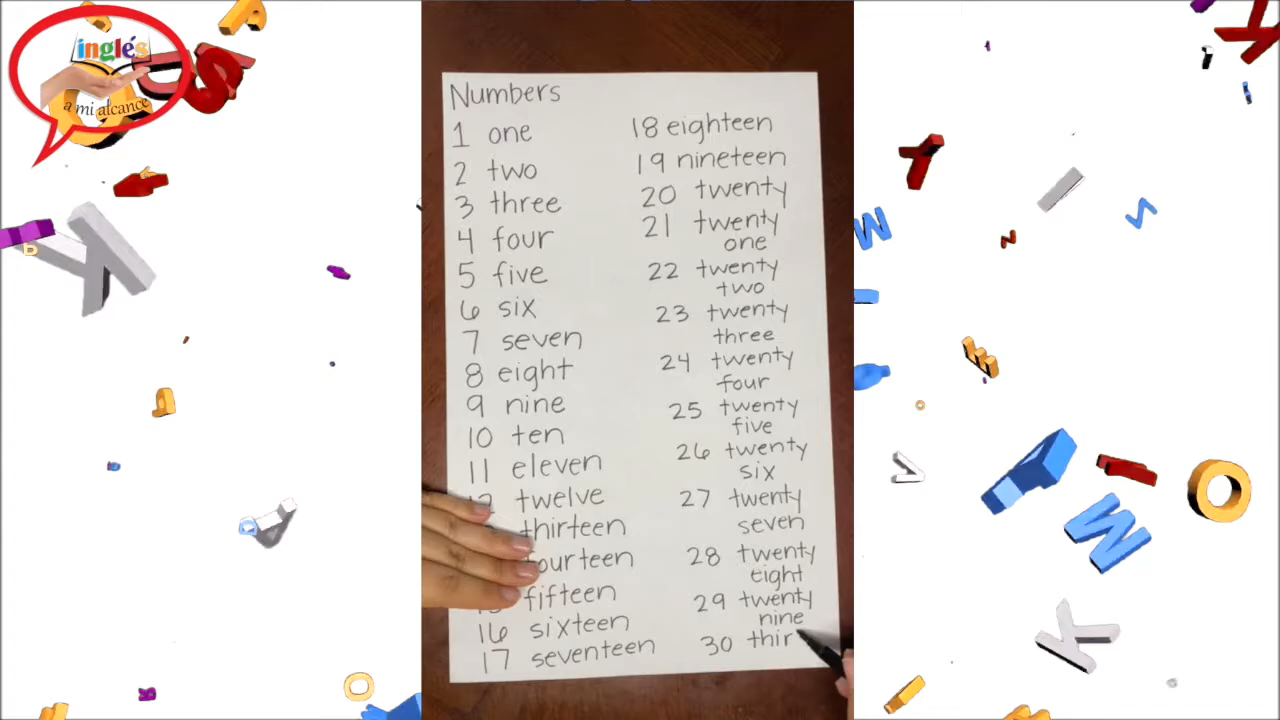 inglés
a mi alcance
Numbers
1 one
2 two
3 three
4 four
5 five
6 six
7 seven
8 eight
9 nine
10 ten
11 eleven
twelve
thirteen
fourteen
fifteen
16 sixteen
17 seventeen
18 eighteen
19 nineteen
20 twenty
21 twenty
one
22 twenty
two
23 twenty
three
24 twenty
four
25 twenty
five
26 twenty
six
27 twenty
seven
28 twenty
eight
29 twenty
nine
30 thir